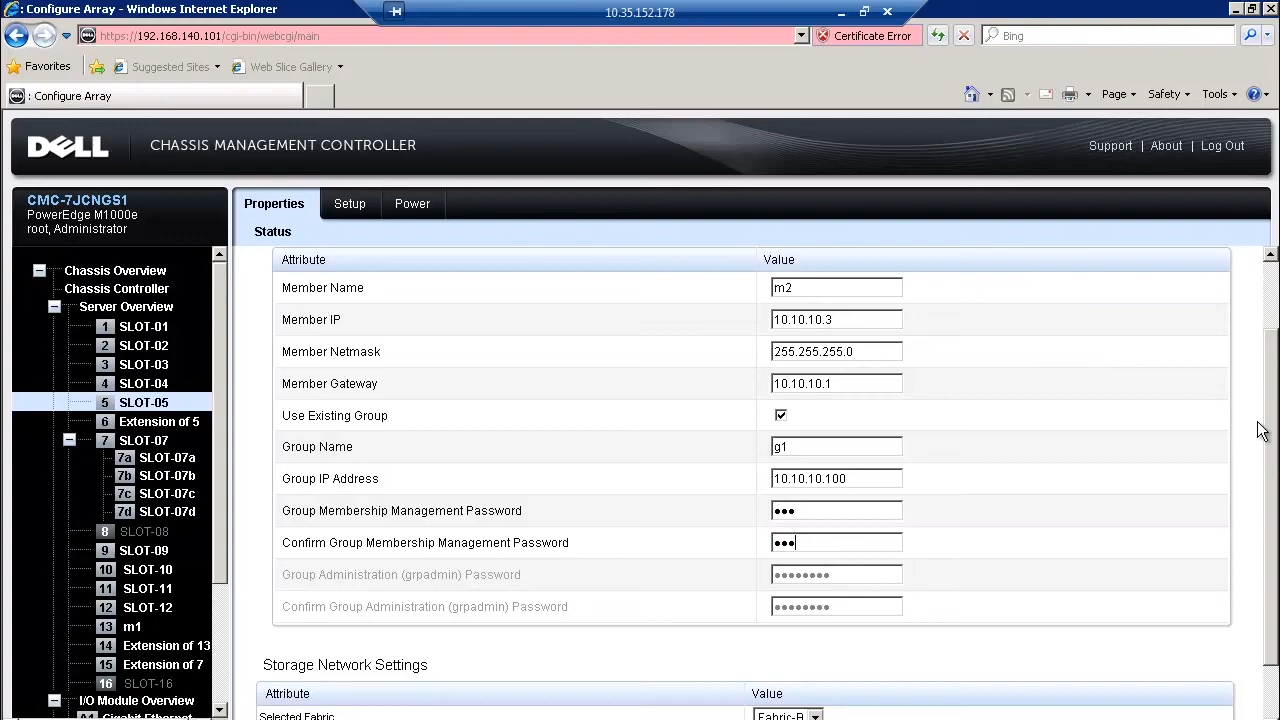 : Configure Array - Windows Internet Explorer
10.35.152.178
https://192.168.140.101/cgi-bin/webcgi/main
Certificate Error
Bing
Favorites
Suggested Sites
Web Slice Gallery
: Configure Array
Page
Safety
Tools
DELL
CHASSIS MANAGEMENT CONTROLLER
Support | About | Log Out
CMC-7JCNGS1
PowerEdge M1000e
root, Administrator
Properties
Setup
Power
Status
Chassis Overview
Chassis Controller
Server Overview
1 SLOT-01
2 SLOT-02
3 SLOT-03
4 SLOT-04
5 SLOT-05
6 Extension of 5
7 SLOT-07
7a SLOT-07a
7b SLOT-07b
7c SLOT-07c
7d SLOT-07d
8 SLOT-08
9 SLOT-09
10 SLOT-10
11 SLOT-11
12 SLOT-12
13 m1
14 Extension of 13
15 Extension of 7
16 SLOT-16
I/O Module Overview
A1 Gigabit Ethernet
Attribute Value
Member Name m2
Member IP 10.10.10.3
Member Netmask 255.255.255.0
Member Gateway 10.10.10.1
Use Existing Group
Group Name g1
Group IP Address 10.10.10.100
Group Membership Management Password •••
Confirm Group Membership Management Password •••
Group Administration (grpadmin) Password ••••••••
Confirm Group Administration (grpadmin) Password ••••••••
Storage Network Settings
Attribute Value
Selected Fabric Fabric-B